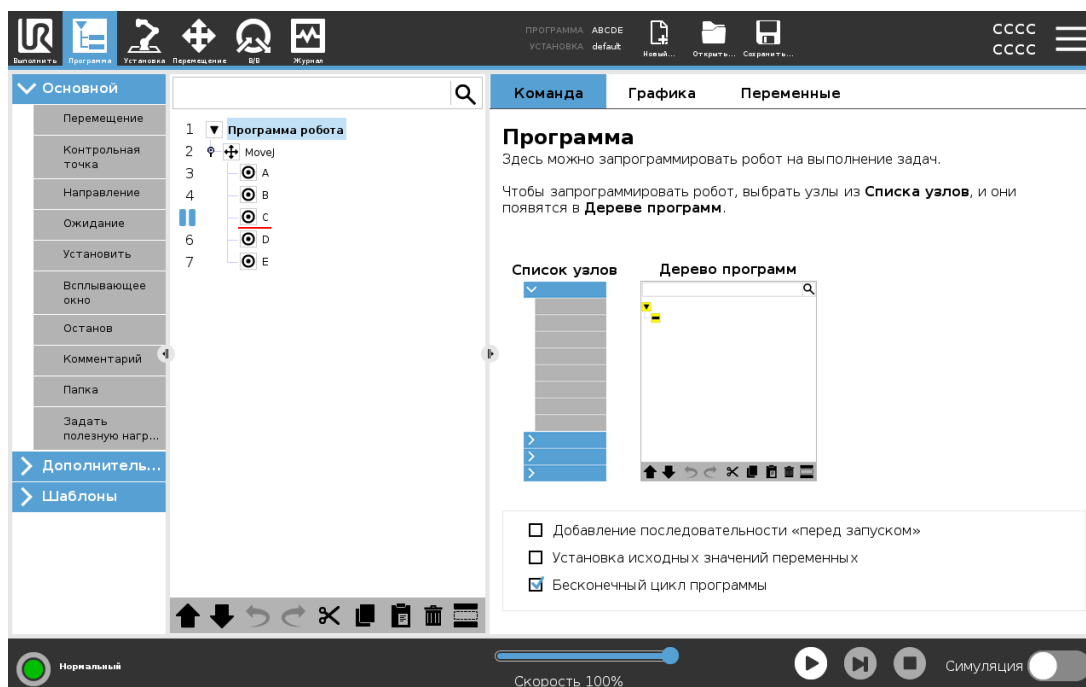 ПРОГРАММА ABCDE
УСТАНОВКА default
CCCC
CCCC
Выполнить
Программа
Установка
Перемещение
В/В
Журнал
Новый...
Открыть...
Сохранить...
Основной
Перемещение
Контрольная
точка
Направление
Ожидание
Установить
Всплывающее
окно
Останов
Комментарий
Папка
Задать
полезную нагр...
Дополнитель...
Шаблоны
1 Программа робота
2 MoveJ
3 A
4 B
C
6 D
7 E
Команда Графика Переменные
Программа
Здесь можно запрограммировать робот на выполнение задач.
Чтобы запрограммировать робот, выбрать узлы из Списка узлов, и они
появятся в Дереве программ.
Список узлов Дерево программ
Добавление последовательности «перед запуском»
Установка исходных значений переменных
Бесконечный цикл программы
Нормальный
Скорость 100%
Симуляция